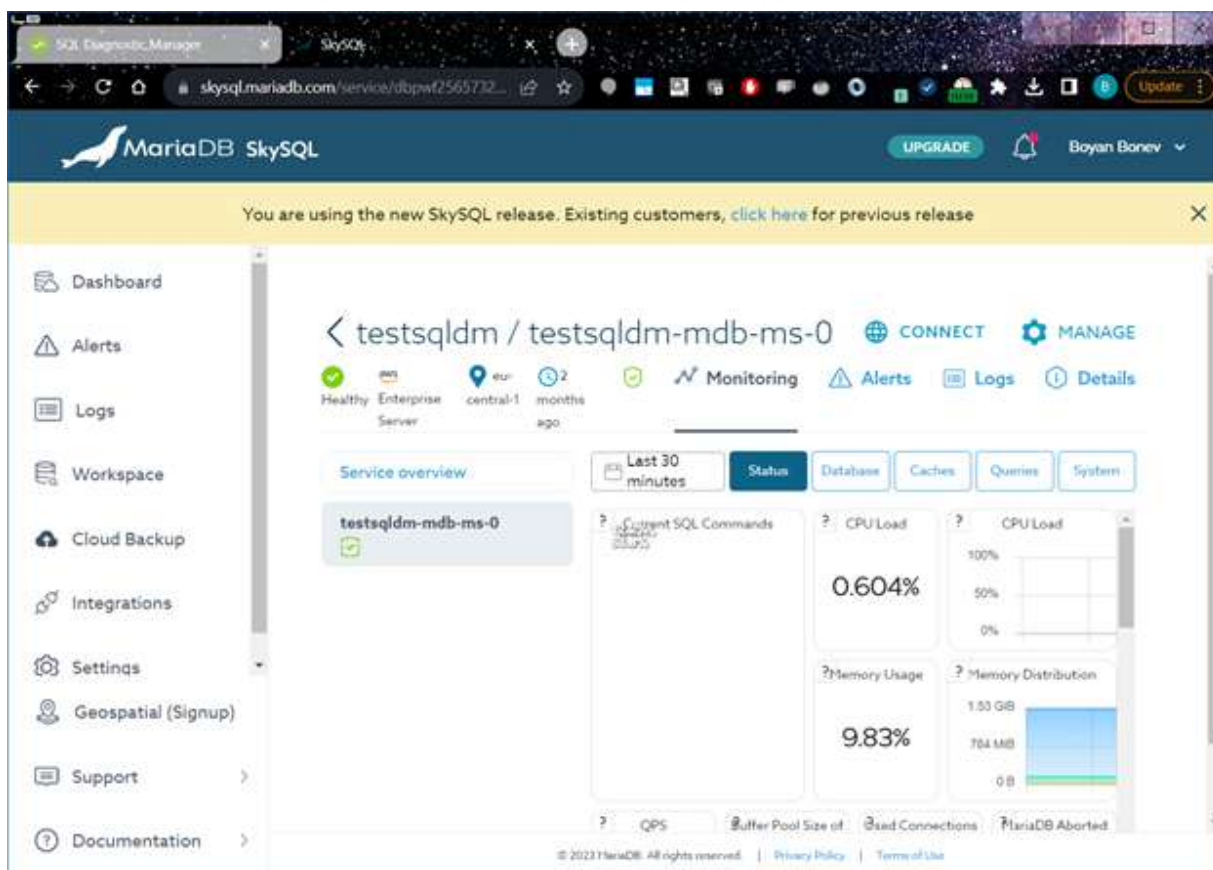 SQL Diagnostic Manager
SkySQL
skysql.mariadb.com/service/dbpwf2565732...
Update
MariaDB SkySQL
UPGRADE
Boyan Bonev
You are using the new SkySQL release. Existing customers, click here for previous release
Dashboard
Alerts
Logs
Workspace
Cloud Backup
Integrations
Settings
Geospatial (Signup)
Support
Documentation
testsqldm / testsqldm-mdb-ms-0
CONNECT
MANAGE
Healthy
aws
Enterprise
Server
eu-
central-1
2
months
ago
Monitoring
Alerts
Logs
Details
Service overview
testsqldm-mdb-ms-0
Last 30
minutes
Status
Database
Caches
Queries
System
? Current SQL Commands
? CPU Load
0.604%
? CPU Load
100%
50%
0%
? Memory Usage
9.83%
? Memory Distribution
1.53 GiB
784 MiB
0 B
? QPS
Buffer Pool Size of
Used Connections
MariaDB Aborted
© 2023 MariaDB. All rights reserved. | Privacy Policy | Terms of Use